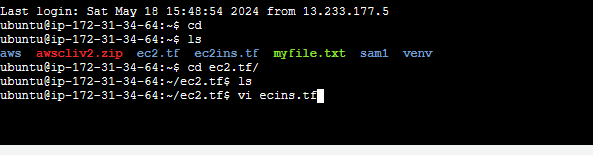 Last login: Sat May 18 15:48:54 2024 from 13.233.177.5
ubuntu@ip-172-31-34-64:~$ cd
ubuntu@ip-172-31-34-64:~$ ls
aws  awscliv2.zip  ec2.tf  ec2ins.tf  myfile.txt  sam1  venv
ubuntu@ip-172-31-34-64:~$ cd ec2.tf/
ubuntu@ip-172-31-34-64:~/ec2.tf$ ls
ubuntu@ip-172-31-34-64:~/ec2.tf$ vi ecins.tf